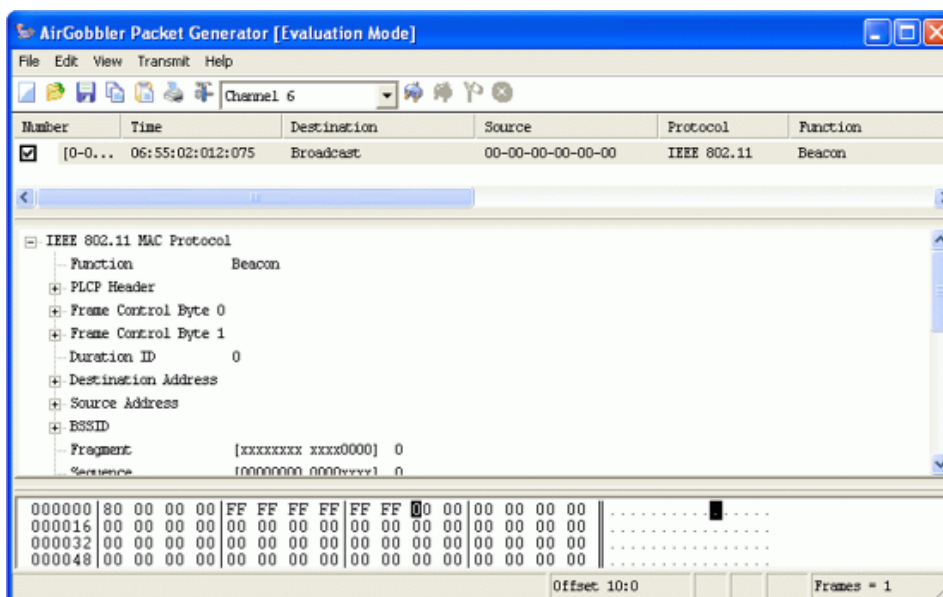 AirGobbler Packet Generator [Evaluation Mode]
File Edit View Transmit Help
Channel 6
Number Time Destination Source Protocol Function
[0-0... 06:55:02:012:075 Broadcast 00-00-00-00-00-00 IEEE 802.11 Beacon
IEEE 802.11 MAC Protocol
Function Beacon
PLCP Header
Frame Control Byte 0
Frame Control Byte 1
Duration ID 0
Destination Address
Source Address
BSSID
Fragment [xxxxxxxx xxxx0000] 0
Sequence [00000000 0000xxxx] 0
000000 80 00 00 00 FF FF FF FF FF FF 00 00 00 00 00 00 ................
000016 00 00 00 00 00 00 00 00 00 00 00 00 00 00 00 00 ................
000032 00 00 00 00 00 00 00 00 00 00 00 00 00 00 00 00 ................
000048 00 00 00 00 00 00 00 00 00 00 00 00 00 00 00 00 ................
Offset 10:0 Frames = 1